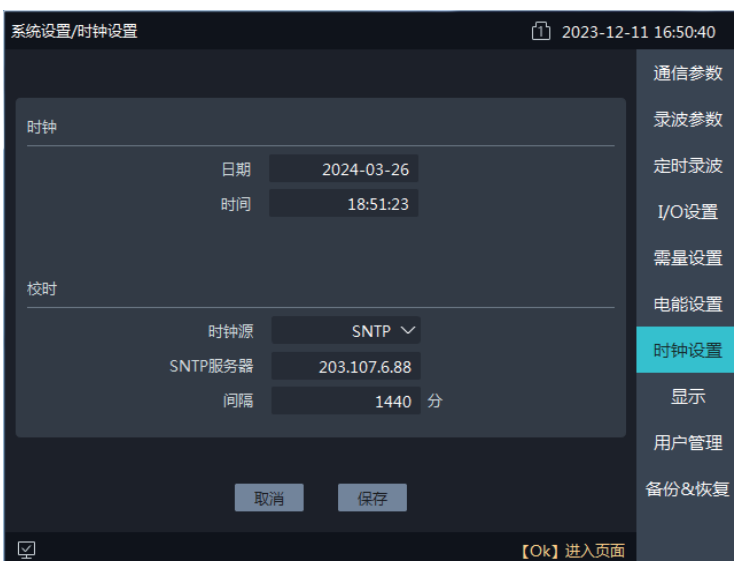 系统设置/时钟设置
1 2023-12-11 16:50:40
通信参数
录波参数
定时录波
I/O设置
需量设置
电能设置
时钟设置
显示
用户管理
备份&恢复
时钟
日期 2024-03-26
时间 18:51:23
校时
时钟源 SNTP
SNTP服务器 203.107.6.88
间隔 1440 分
取消 保存
【Ok】进入页面